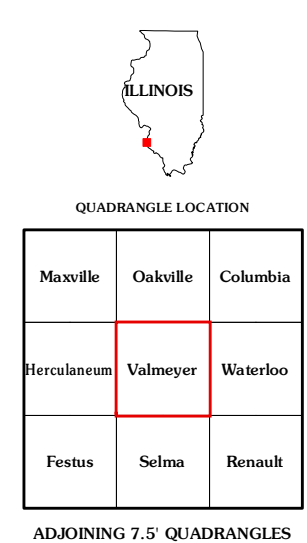 ILLINOIS
QUADRANGLE LOCATION
Maxville Oakville Columbia
Herculaneum Valmeyer Waterloo
Festus Selma Renault
ADJOINING 7.5' QUADRANGLES